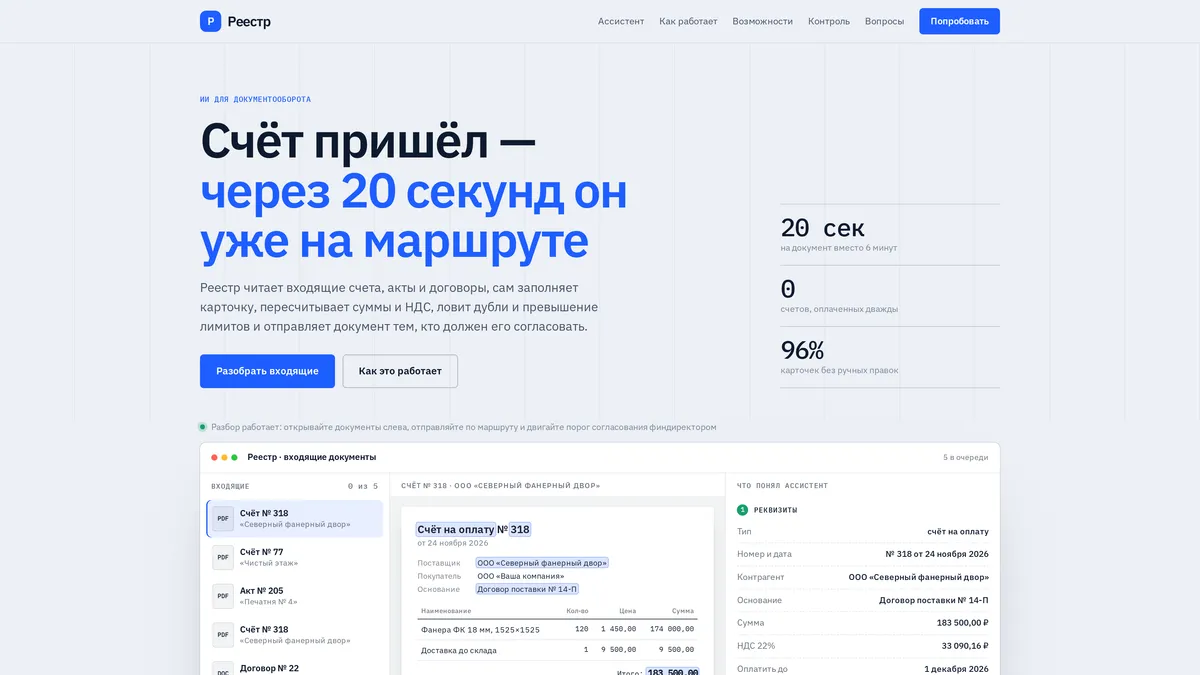 Р Реестр
Ассистент Как работает Возможности Контроль Вопросы Попробовать
ИИ ДЛЯ ДОКУМЕНТООБОРОТА
Счёт пришёл —
через 20 секунд он
уже на маршруте
Реестр читает входящие счета, акты и договоры, сам заполняет
карточку, пересчитывает суммы и НДС, ловит дубли и превышение
лимитов и отправляет документ тем, кто должен его согласовать.
Разобрать входящие Как это работает
20 сек
на документ вместо 6 минут
0
счетов, оплаченных дважды
96%
карточек без ручных правок
Разбор работает: открывайте документы слева, отправляйте по маршруту и двигайте порог согласования финдиректором
Реестр · входящие документы 5 в очереди
ВХОДЯЩИЕ 0 из 5
PDF Счёт № 318
«Северный фанерный двор»
PDF Счёт № 77
«Чистый этаж»
PDF Акт № 205
«Печатня № 4»
PDF Счёт № 318
«Северный фанерный двор»
DOC Договор № 22
СЧЁТ № 318 · ООО «СЕВЕРНЫЙ ФАНЕРНЫЙ ДВОР»
Счёт на оплату № 318
от 24 ноября 2026
Поставщик ООО «Северный фанерный двор»
Покупатель ООО «Ваша компания»
Основание Договор поставки № 14-П
Наименование Кол-во Цена Сумма
Фанера ФК 18 мм, 1525×1525 120 1 450,00 174 000,00
Доставка до склада 1 9 500,00 9 500,00
Итого: 183 500,00
ЧТО ПОНЯЛ АССИСТЕНТ
1 РЕКВИЗИТЫ
Тип счёт на оплату
Номер и дата № 318 от 24 ноября 2026
Контрагент ООО «Северный фанерный двор»
Основание Договор поставки № 14-П
Сумма 183 500,00 ₽
НДС 22% 33 090,16 ₽
Оплатить до 1 декабря 2026